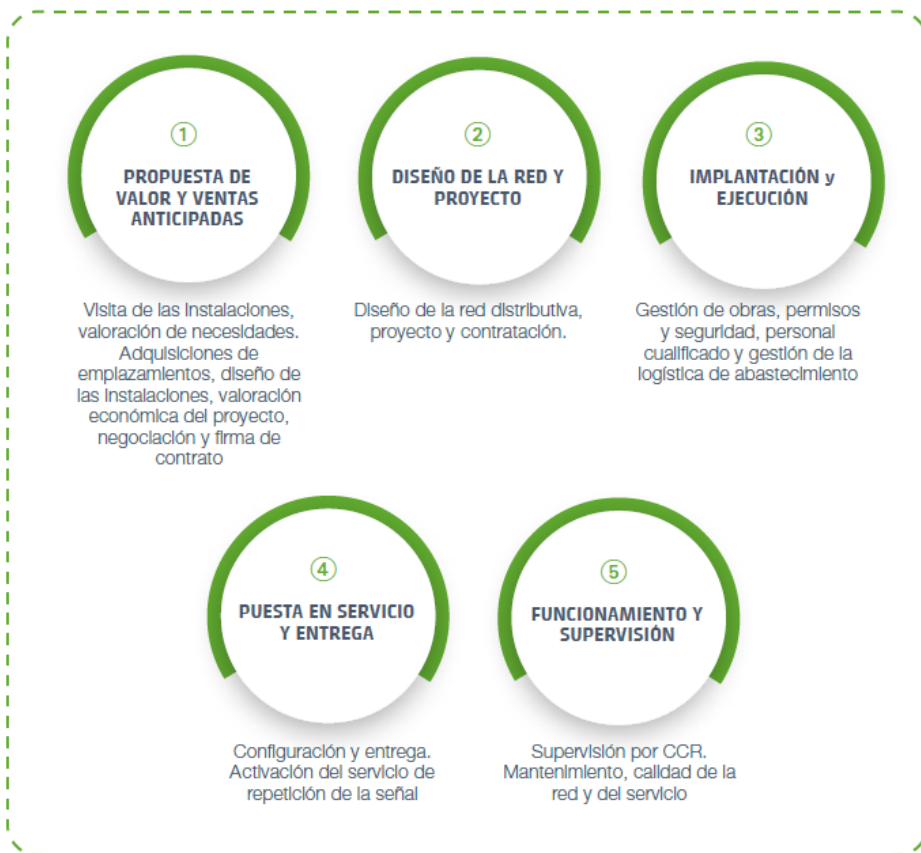 1
PROPUESTA DE
VALOR Y VENTAS
ANTICIPADAS
Visita de las instalaciones,
valoración de necesidades.
Adquisiciones de
emplazamientos, diseño de
las instalaciones, valoración
económica del proyecto,
negociación y firma de
contrato
2
DISEÑO DE LA RED Y
PROYECTO
Diseño de la red distributiva,
proyecto y contratación.
3
IMPLANTACIÓN y
EJECUCIÓN
Gestión de obras, permisos
y seguridad, personal
cualificado y gestión de la
logística de abastecimiento
4
PUESTA EN SERVICIO
Y ENTREGA
Configuración y entrega.
Activación del servicio de
repetición de la señal
5
FUNCIONAMIENTO Y
SUPERVISIÓN
Supervisión por CCR.
Mantenimiento, calidad de la
red y del servicio